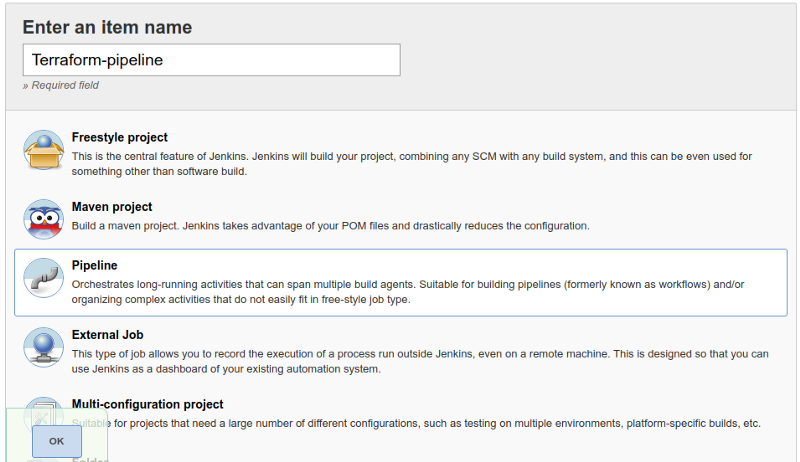 Enter an item name
Terraform-pipeline
» Required field
Freestyle project
This is the central feature of Jenkins. Jenkins will build your project, combining any SCM with any build system, and this can be even used for
something other than software build.
Maven project
Build a maven project. Jenkins takes advantage of your POM files and drastically reduces the configuration.
Pipeline
Orchestrates long-running activities that can span multiple build agents. Suitable for building pipelines (formerly known as workflows) and/or
organizing complex activities that do not easily fit in free-style job type.
External Job
This type of job allows you to record the execution of a process run outside Jenkins, even on a remote machine. This is designed so that you can
use Jenkins as a dashboard of your existing automation system.
Multi-configuration project
Suitable for projects that need a large number of different configurations, such as testing on multiple environments, platform-specific builds, etc.
OK